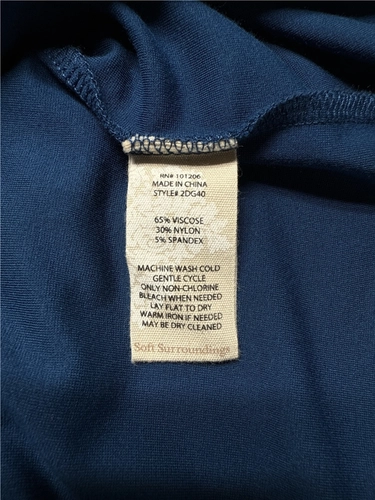 RN# 101206
MADE IN CHINA
STYLE# 2DG40
65% VISCOSE
30% NYLON
5% SPANDEX
MACHINE WASH COLD
GENTLE CYCLE
ONLY NON-CHLORINE
BLEACH WHEN NEEDED
LAY FLAT TO DRY
WARM IRON IF NEEDED
MAY BE DRY CLEANED
Soft Surroundings